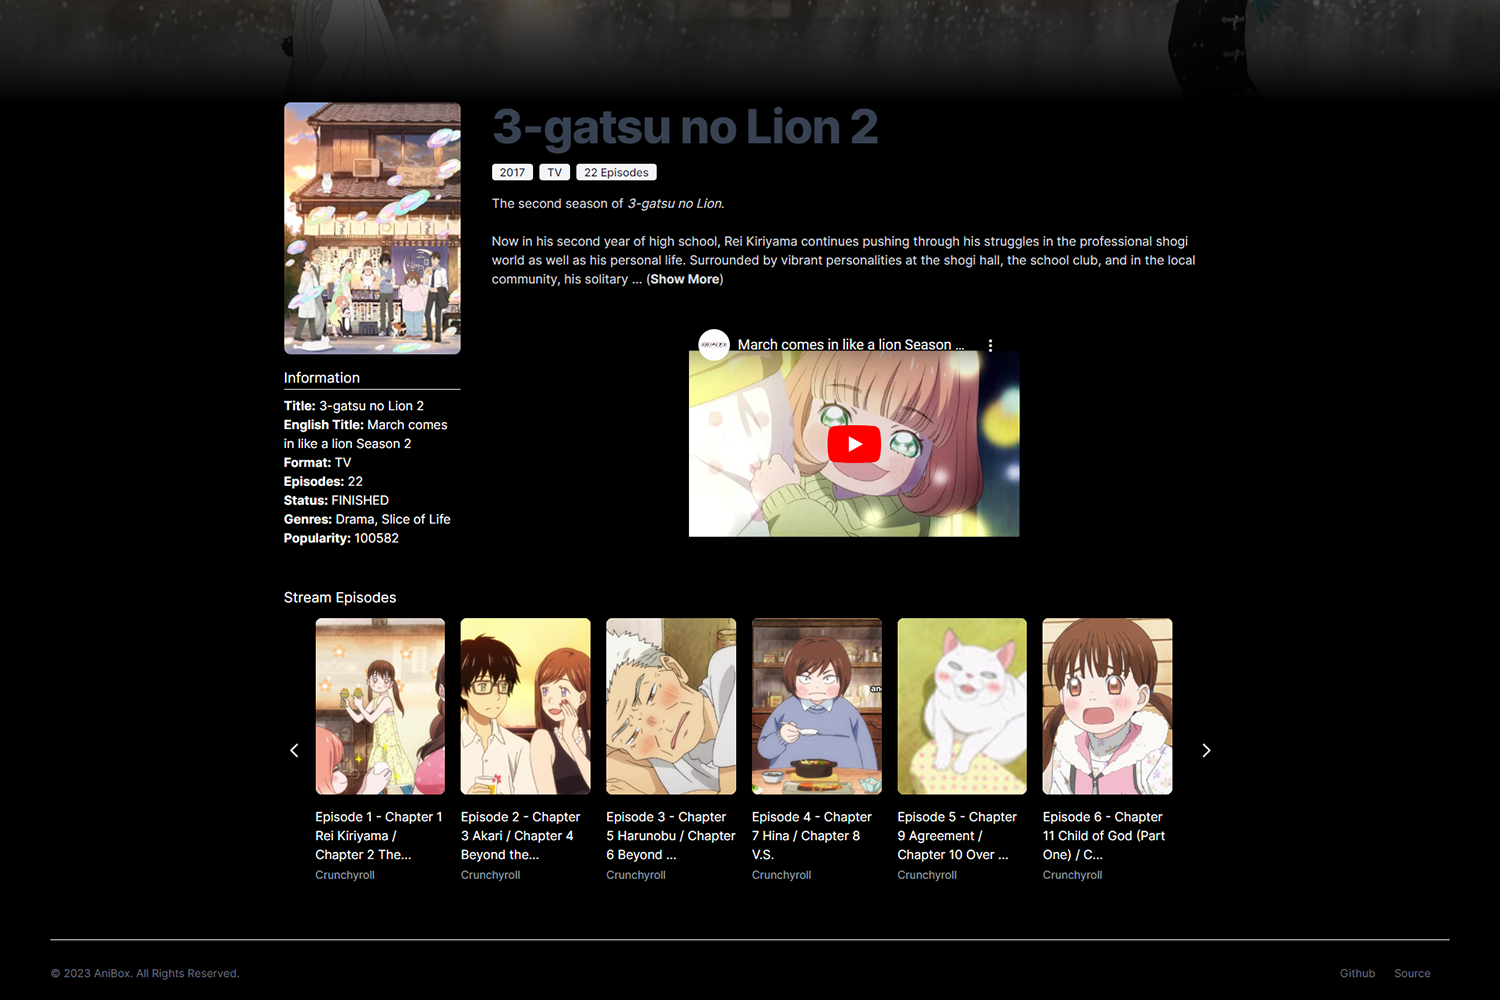 3-gatsu no Lion 2
2017 TV 22 Episodes
The second season of 3-gatsu no Lion.
Now in his second year of high school, Rei Kiriyama continues pushing through his struggles in the professional shogi
world as well as his personal life. Surrounded by vibrant personalities at the shogi hall, the school club, and in the local
community, his solitary ... (Show More)
March comes in like a lion Season ...
Information
Title: 3-gatsu no Lion 2
English Title: March comes
in like a lion Season 2
Format: TV
Episodes: 22
Status: FINISHED
Genres: Drama, Slice of Life
Popularity: 100582
Stream Episodes
an
Episode 1 - Chapter 1
Rei Kiriyama /
Chapter 2 The...
Crunchyroll
Episode 2 - Chapter
3 Akari / Chapter 4
Beyond the...
Crunchyroll
Episode 3 - Chapter
5 Harunobu / Chapter
6 Beyond ...
Crunchyroll
Episode 4 - Chapter
7 Hina / Chapter 8
V.S.
Crunchyroll
Episode 5 - Chapter
9 Agreement /
Chapter 10 Over ...
Crunchyroll
Episode 6 - Chapter
11 Child of God (Part
One) / C...
Crunchyroll
© 2023 AniBox. All Rights Reserved.
Github Source